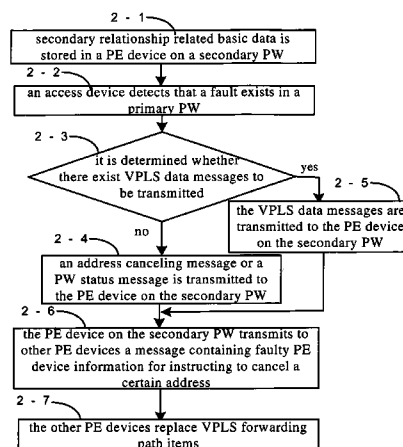 2 - 1
secondary relationship related basic data is
stored in a PE device on a secondary PW
2 - 2
an access device detects that a fault exists in a
primary PW
2 - 3
it is determined whether
there exist VPLS data messages to
be transmitted
yes
2 - 5
the VPLS data messages are
transmitted to the PE device
on the secondary PW
no
2 - 4
an address canceling message or a
PW status message is transmitted to
the PE device on the secondary PW
2 - 6
the PE device on the secondary PW transmits to
other PE devices a message containing faulty PE
device information for instructing to cancel a
certain address
2 - 7
the other PE devices replace VPLS forwarding
path items